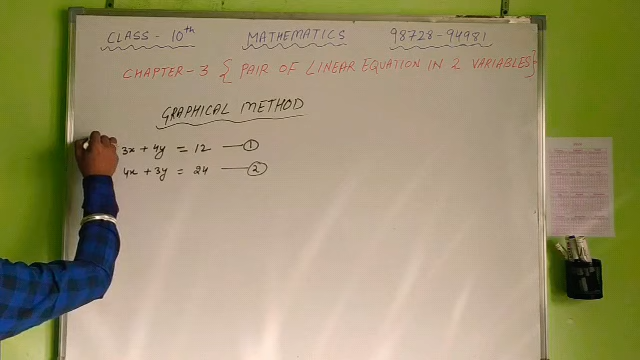 CLASS - 10th MATHEMATICS 98728-94981
CHAPTER-3 { PAIR OF LINEAR EQUATION IN 2 VARIABLES}
GRAPHICAL METHOD
3x + 4y = 12 — ①
4x + 3y = 24 — ②